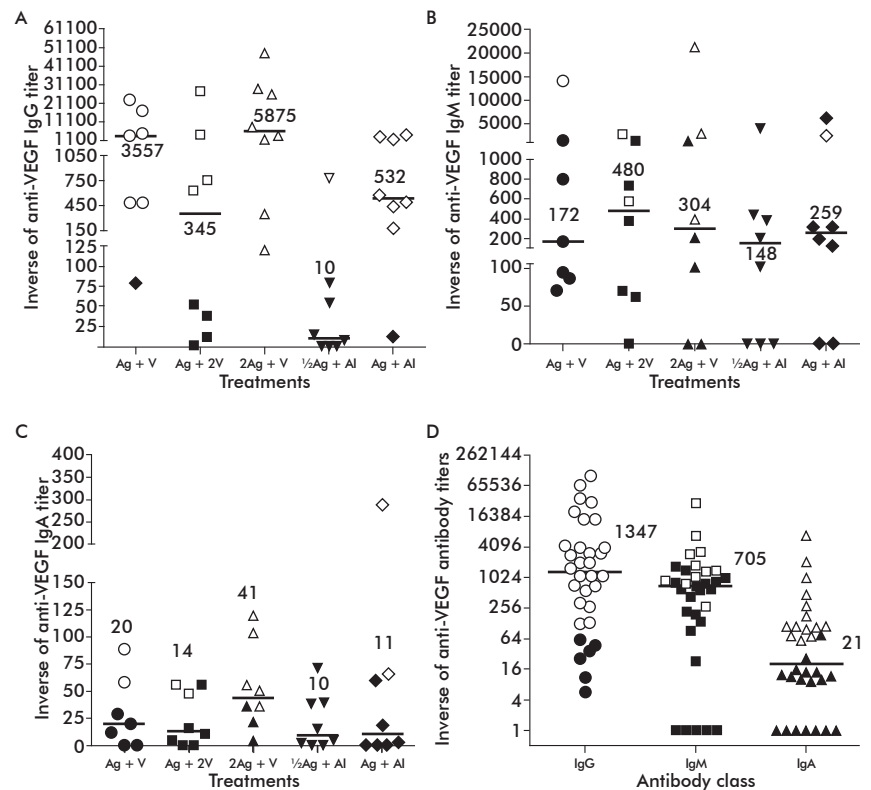 A
Inverse of anti-VEGF IgG titer
61100
51100
41100
31100
21100
11100
1100
1050
750
450
150
125
100
75
50
25
3557
345
5875
10
532
Ag + V
Ag + 2V
2Ag + V
½Ag + Al
Ag + Al
Treatments
B
Inverse of anti-VEGF IgM titer
25000
20000
15000
10000
5000
1000
800
600
400
200
100
50
0
172
480
304
148
259
Ag + V
Ag + 2V
2Ag + V
½Ag + Al
Ag + Al
Treatments
C
Inverse of anti-VEGF IgA titer
400
350
300
250
200
150
125
100
75
50
25
0
20
14
41
10
11
Ag + V
Ag + 2V
2Ag + V
½Ag + Al
Ag + Al
Treatments
D
Inverse of anti-VEGF antibody titers
262144
65536
16384
4096
1024
256
64
16
4
1
1347
705
21
IgG
IgM
IgA
Antibody class